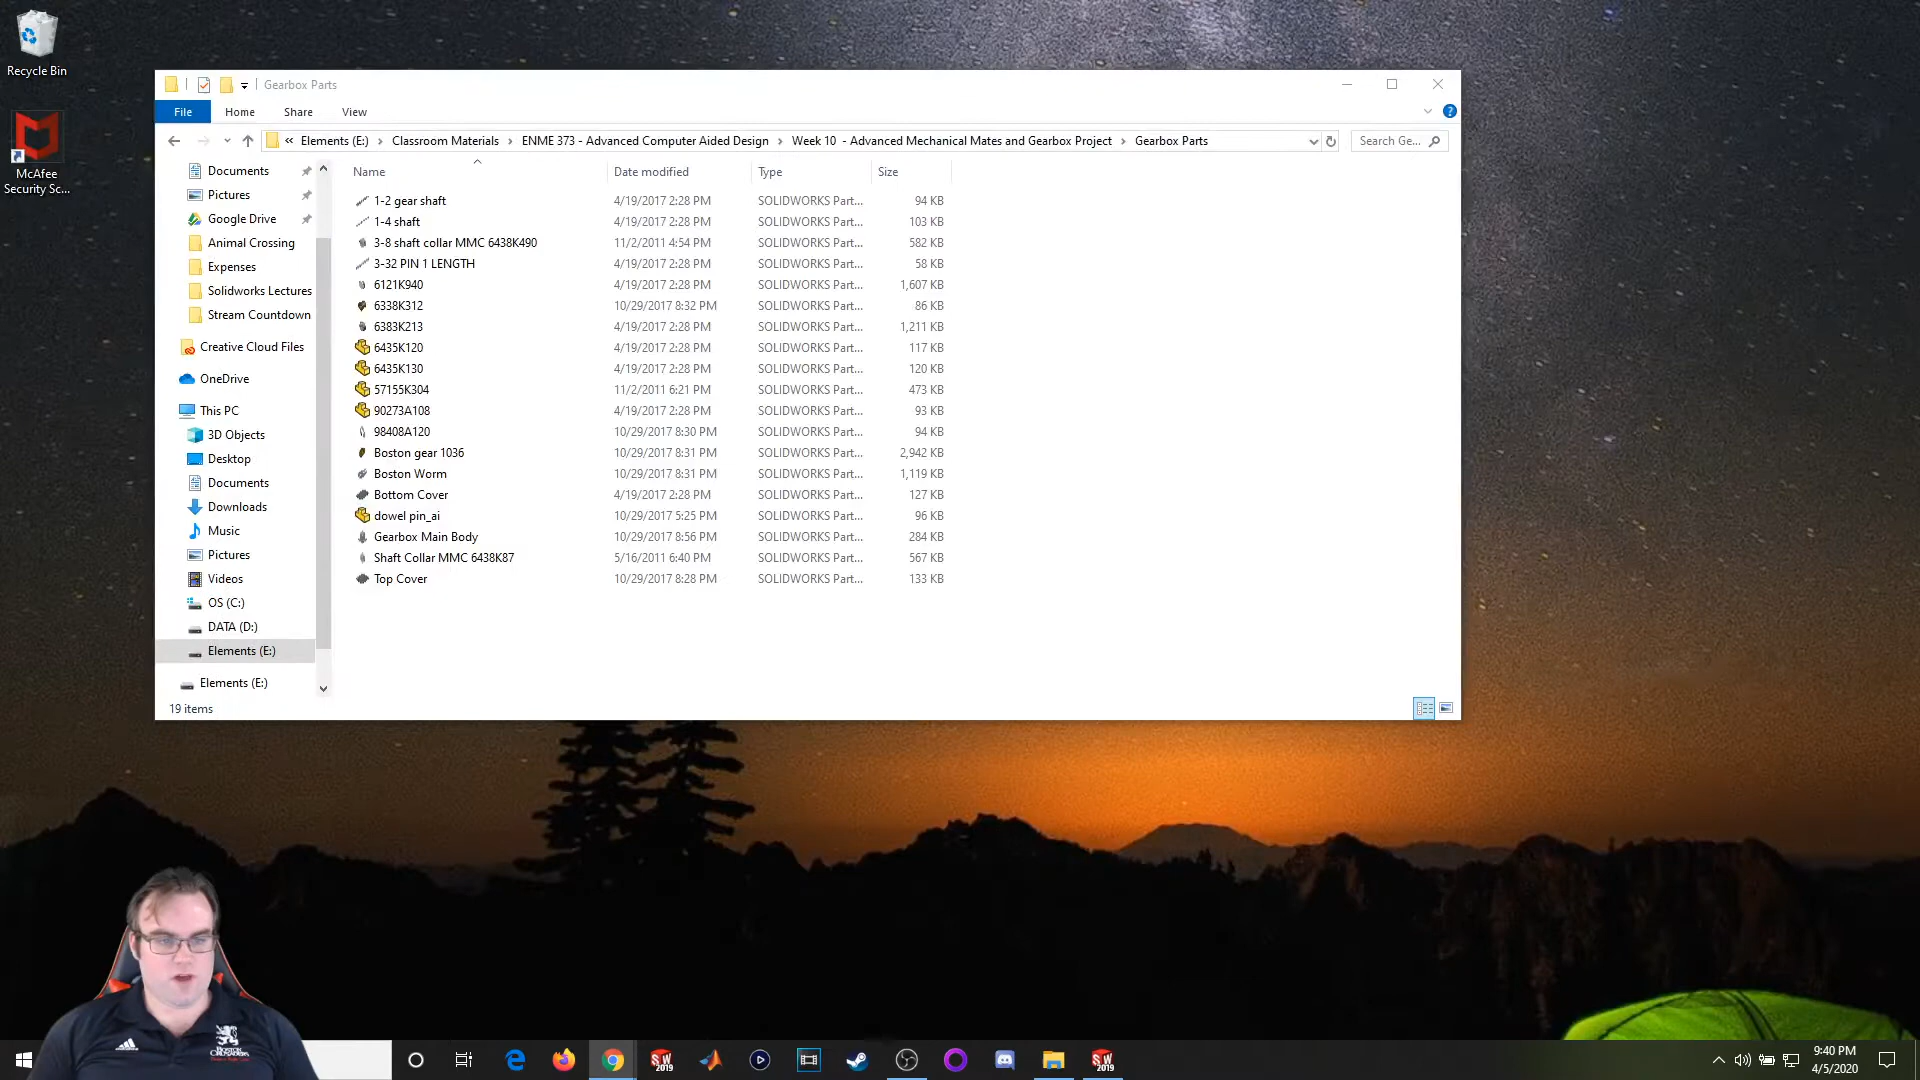 Recycle Bin
McAfee
Security Sc...
Gearbox Parts
File Home Share View
« Elements (E:) > Classroom Materials > ENME 373 - Advanced Computer Aided Design > Week 10 - Advanced Mechanical Mates and Gearbox Project > Gearbox Parts
Search Ge...
Documents
Pictures
Google Drive
Animal Crossing
Expenses
Solidworks Lectures
Stream Countdown
Creative Cloud Files
OneDrive
This PC
3D Objects
Desktop
Documents
Downloads
Music
Pictures
Videos
OS (C:)
DATA (D:)
Elements (E:)
Elements (E:)
Name Date modified Type Size
1-2 gear shaft 4/19/2017 2:28 PM SOLIDWORKS Part... 94 KB
1-4 shaft 4/19/2017 2:28 PM SOLIDWORKS Part... 103 KB
3-8 shaft collar MMC 6438K490 11/2/2011 4:54 PM SOLIDWORKS Part... 582 KB
3-32 PIN 1 LENGTH 4/19/2017 2:28 PM SOLIDWORKS Part... 58 KB
6121K940 4/19/2017 2:28 PM SOLIDWORKS Part... 1,607 KB
6338K312 10/29/2017 8:32 PM SOLIDWORKS Part... 86 KB
6383K213 4/19/2017 2:28 PM SOLIDWORKS Part... 1,211 KB
6435K120 4/19/2017 2:28 PM SOLIDWORKS Part... 117 KB
6435K130 4/19/2017 2:28 PM SOLIDWORKS Part... 120 KB
57155K304 11/2/2011 6:21 PM SOLIDWORKS Part... 473 KB
90273A108 4/19/2017 2:28 PM SOLIDWORKS Part... 93 KB
98408A120 10/29/2017 8:30 PM SOLIDWORKS Part... 94 KB
Boston gear 1036 10/29/2017 8:31 PM SOLIDWORKS Part... 2,942 KB
Boston Worm 10/29/2017 8:31 PM SOLIDWORKS Part... 1,119 KB
Bottom Cover 4/19/2017 2:28 PM SOLIDWORKS Part... 127 KB
dowel pin_ai 10/29/2017 5:25 PM SOLIDWORKS Part... 96 KB
Gearbox Main Body 10/29/2017 8:56 PM SOLIDWORKS Part... 284 KB
Shaft Collar MMC 6438K87 5/16/2011 6:40 PM SOLIDWORKS Part... 567 KB
Top Cover 10/29/2017 8:28 PM SOLIDWORKS Part... 133 KB
19 items
SW 2019
SW 2019
9:40 PM
4/5/2020